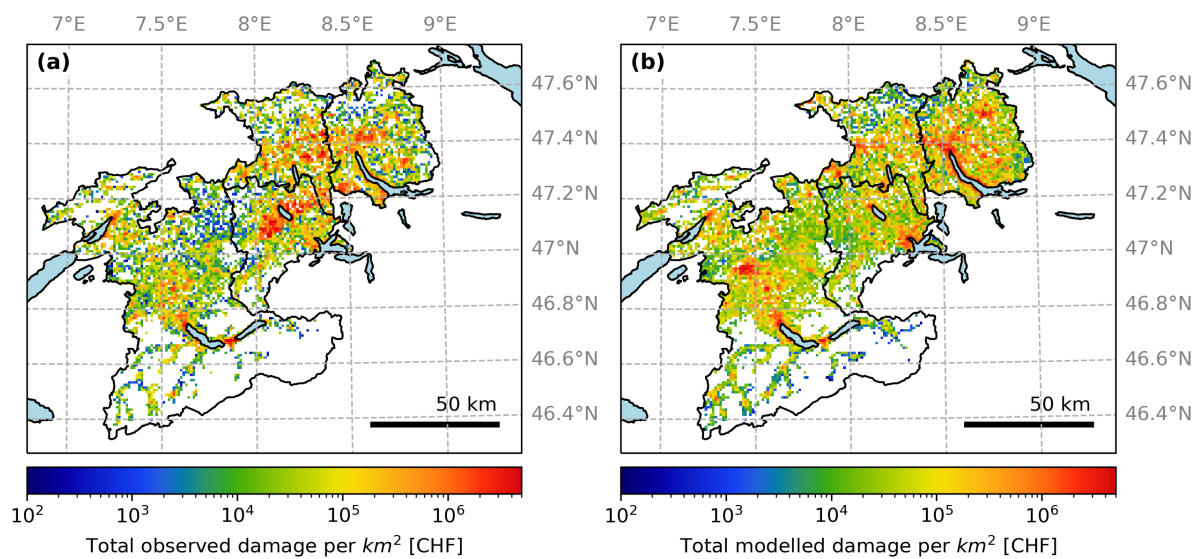 7°E 7.5°E 8°E 8.5°E 9°E 7°E 7.5°E 8°E 8.5°E 9°E
(a) (b)
47.6°N 47.6°N
47.4°N 47.4°N
47.2°N 47.2°N
47°N 47°N
46.8°N 46.8°N
46.6°N 46.6°N
50 km 50 km
46.4°N 46.4°N
10² 10³ 10⁴ 10⁵ 10⁶ 10² 10³ 10⁴ 10⁵ 10⁶
Total observed damage per km² [CHF] Total modelled damage per km² [CHF]